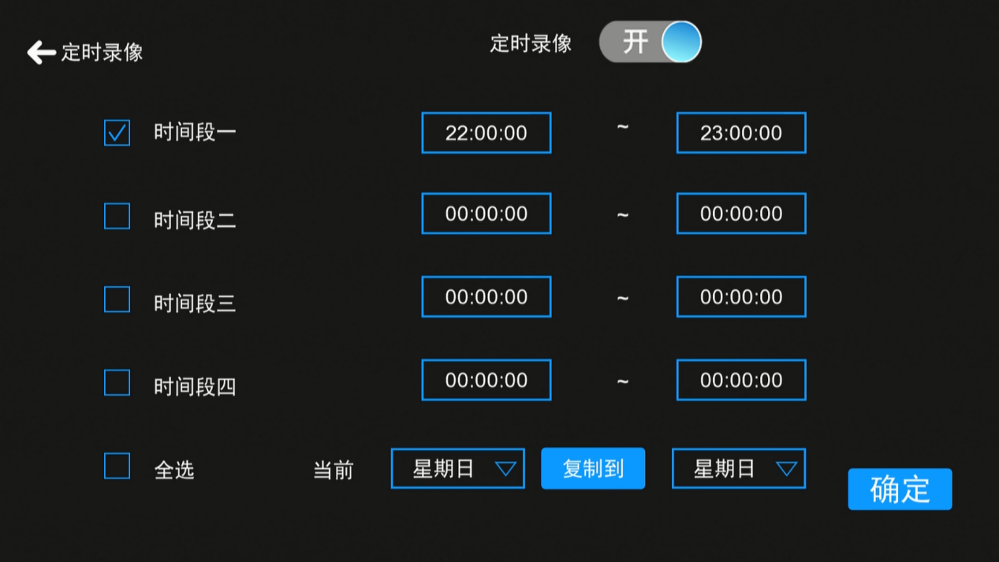 定时录像
定时录像 开
时间段一 22:00:00 ~ 23:00:00
时间段二 00:00:00 ~ 00:00:00
时间段三 00:00:00 ~ 00:00:00
时间段四 00:00:00 ~ 00:00:00
全选 当前 星期日 复制到 星期日
确定